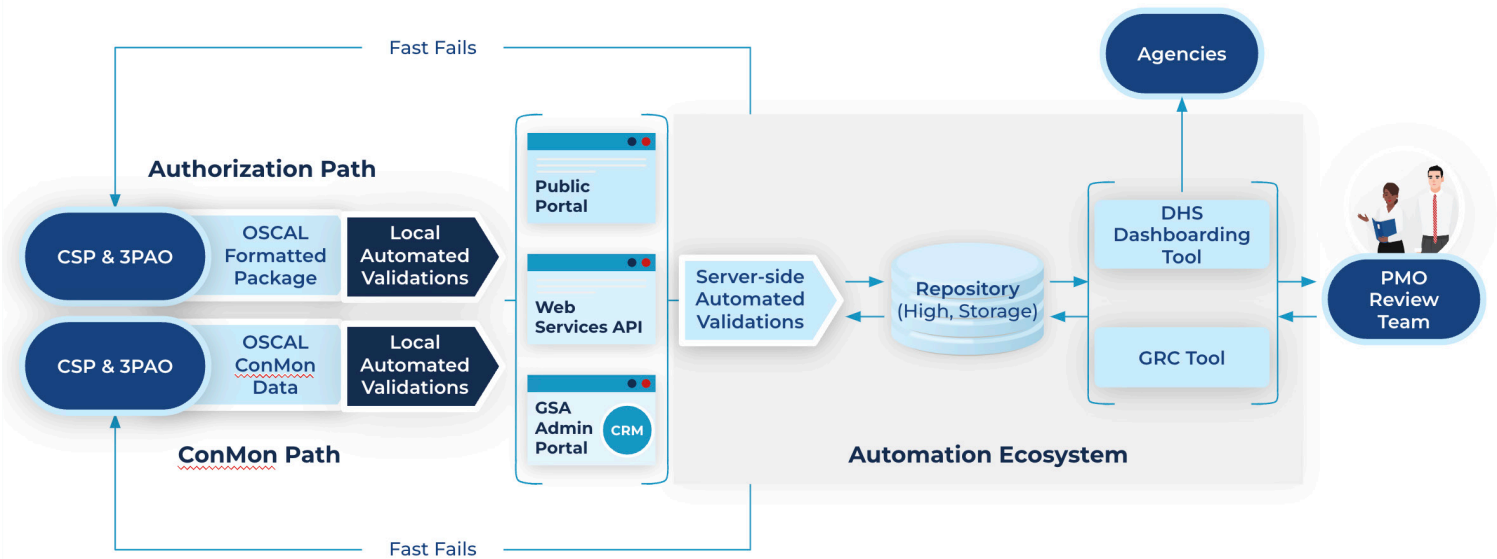 Fast Fails
Agencies
Authorization Path
CSP & 3PAO
OSCAL
Formatted
Package
Local
Automated
Validations
CSP & 3PAO
OSCAL
ConMon
Data
Local
Automated
Validations
ConMon Path
Fast Fails
Public
Portal
Web
Services API
GSA
Admin
Portal
CRM
Server-side
Automated
Validations
Repository
(High, Storage)
DHS
Dashboarding
Tool
GRC Tool
PMO
Review
Team
Automation Ecosystem